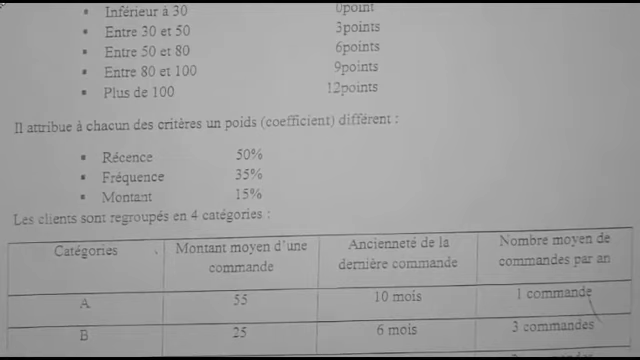 ▪ Inférieur à 30 0point
▪ Entre 30 et 50 3points
▪ Entre 50 et 80 6points
▪ Entre 80 et 100 9points
▪ Plus de 100 12points
Il attribue à chacun des critères un poids (coefficient) différent :
▪ Récence 50%
▪ Fréquence 35%
▪ Montant 15%
Les clients sont regroupés en 4 catégories :
Catégories Montant moyen d'une commande Ancienneté de la dernière commande Nombre moyen de commandes par an
A 55 10 mois 1 commande
B 25 6 mois 3 commandes